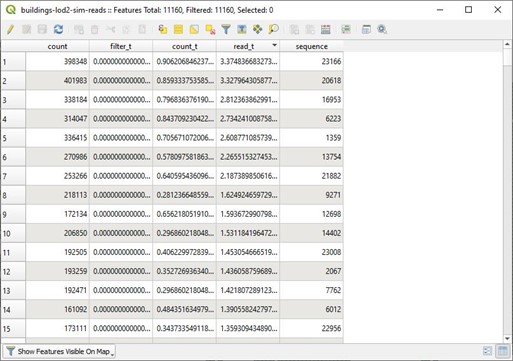 buildings-lod2-sim-reads :: Features Total: 11160, Filtered: 11160, Selected: 0
count filter_t count_t read_t sequence
1 398348 0.000000000000... 0.906206846237... 3.374836683273... 23166
2 401983 0.000000000000... 0.859333753585... 3.327964305877... 20618
3 338184 0.000000000000... 0.796836376190... 2.812363862991... 16953
4 314047 0.000000000000... 0.843709230422... 2.734241008758... 6223
5 336415 0.000000000000... 0.705671072006... 2.608771085739... 1359
6 270986 0.000000000000... 0.578097581863... 2.265515327453... 13754
7 253266 0.000000000000... 0.640595436096... 2.187389850616... 21882
8 218113 0.000000000000... 0.281236648559... 1.624924659729... 9271
9 172134 0.000000000000... 0.656218051910... 1.593672990798... 12698
10 206850 0.000000000000... 0.296860218048... 1.531184196472... 14402
11 192505 0.000000000000... 0.406229972839... 1.453054666519... 23008
12 193259 0.000000000000... 0.352726936340... 1.436058759689... 2067
13 192471 0.000000000000... 0.296860218048... 1.421807289123... 7762
14 161092 0.000000000000... 0.484351634979... 1.390558242797... 6012
15 173111 0.000000000000... 0.343733549118... 1.359309434890... 22956
Show Features Visible On Map